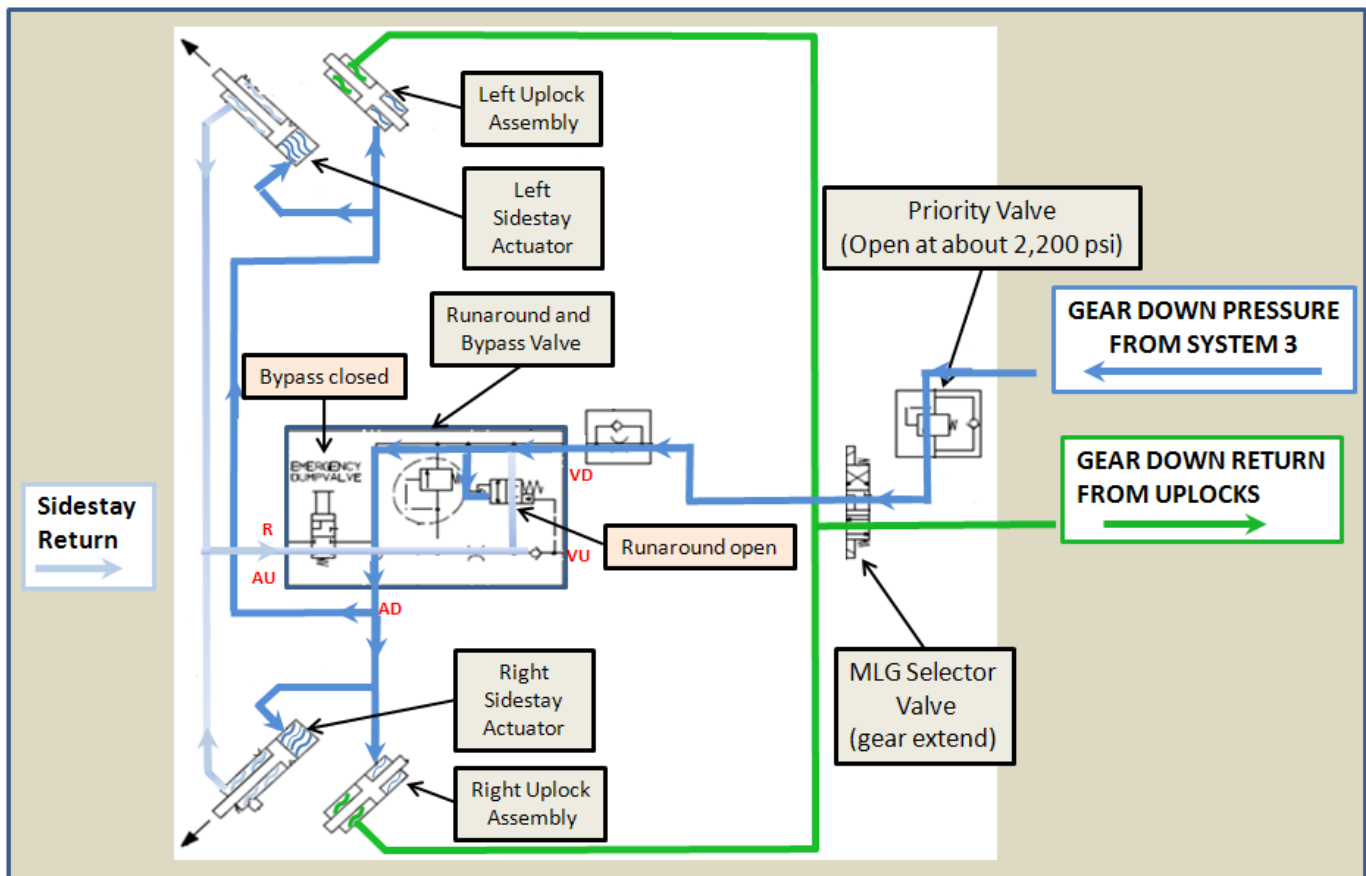 Left Uplock
Assembly
Left
Sidestay
Actuator
Priority Valve
(Open at about 2,200 psi)
GEAR DOWN PRESSURE
FROM SYSTEM 3
Runaround and
Bypass Valve
Bypass closed
EMERGENCY
DUMPVALVE
VD
GEAR DOWN RETURN
FROM UPLOCKS
Sidestay
Return
R
AU
VU
Runaround open
AD
Right
Sidestay
Actuator
MLG Selector
Valve
(gear extend)
Right Uplock
Assembly